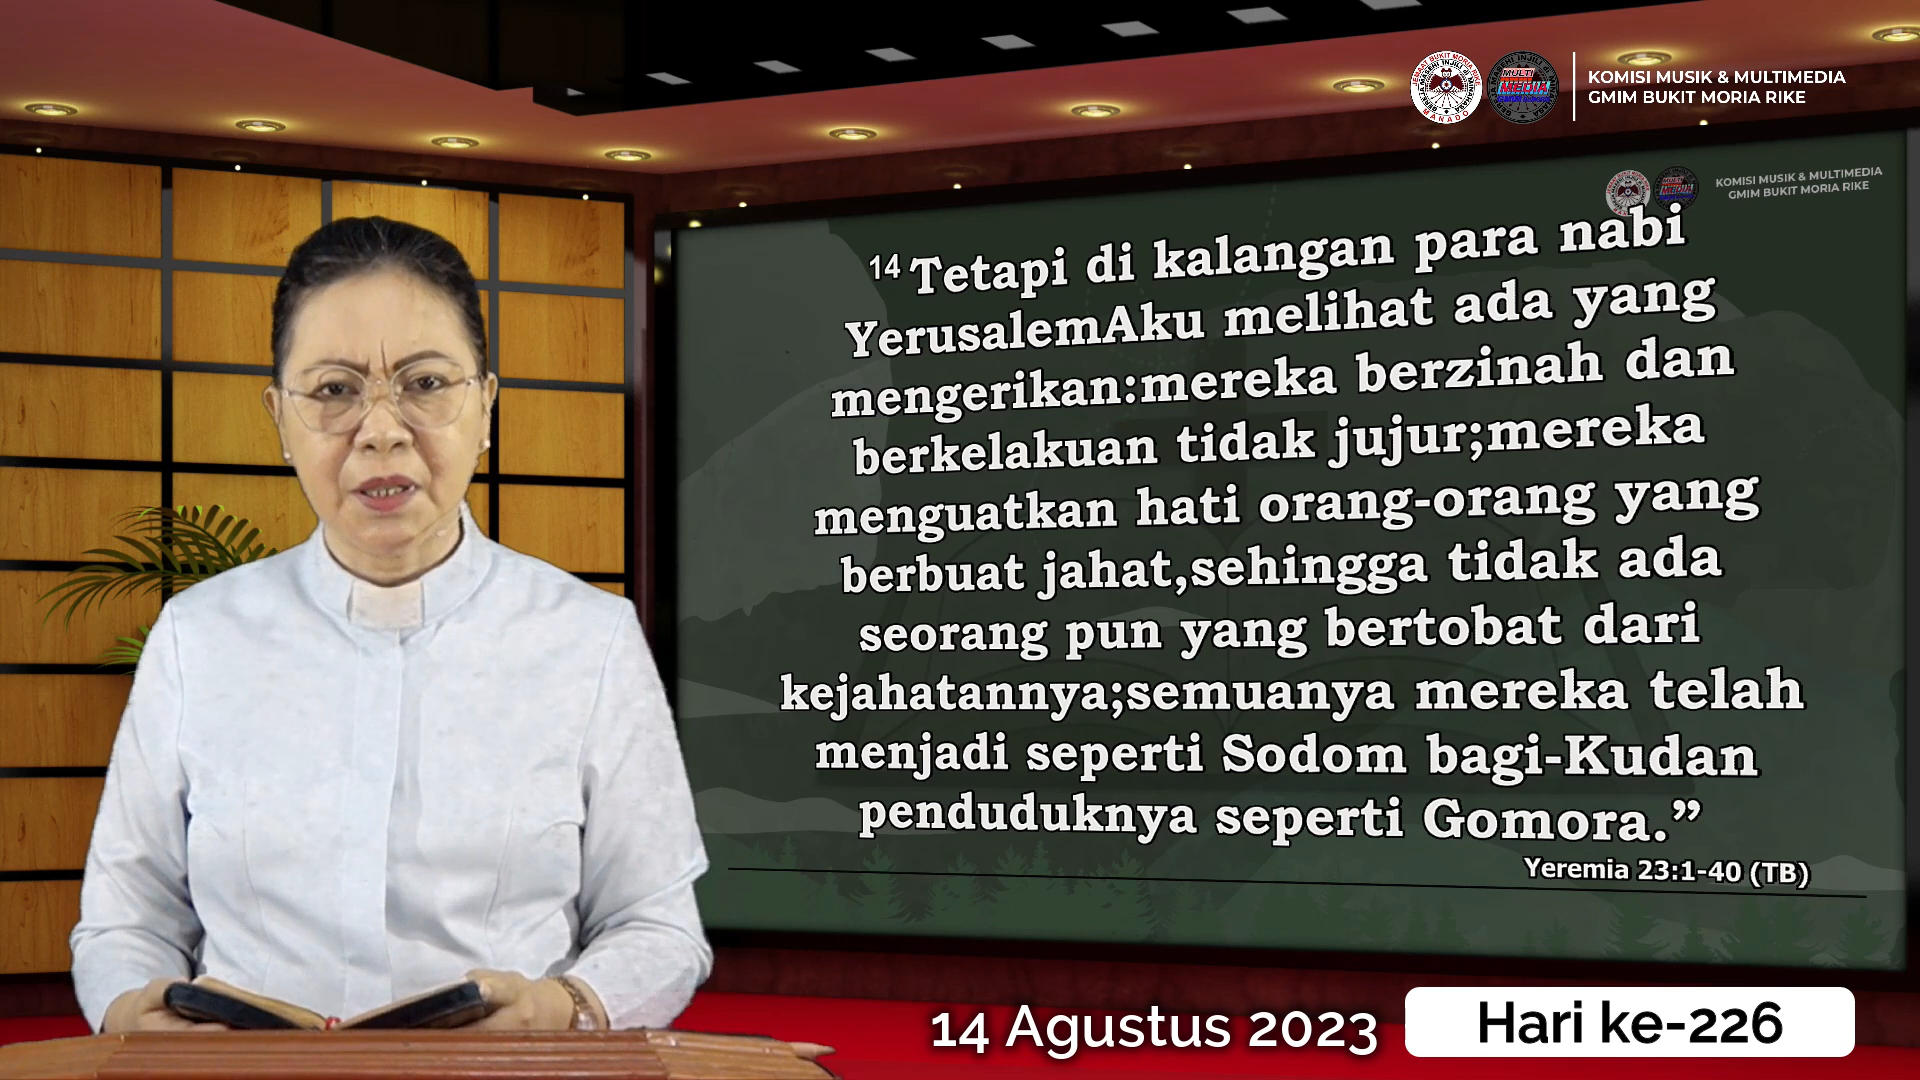 KOMISI MUSIK & MULTIMEDIA
GMIM BUKIT MORIA RIKE
MULTI
MEDIA
MANADO
KOMISI MUSIK & MULTIMEDIA
GMIM BUKIT MORIA RIKE
14 Tetapi di kalangan para nabi
YerusalemAku melihat ada yang
mengerikan:mereka berzinah dan
berkelakuan tidak jujur;mereka
menguatkan hati orang-orang yang
berbuat jahat,sehingga tidak ada
seorang pun yang bertobat dari
kejahatannya;semuanya mereka telah
menjadi seperti Sodom bagi-Kudan
penduduknya seperti Gomora.”
Yeremia 23:1-40 (TB)
14 Agustus 2023
Hari ke-226